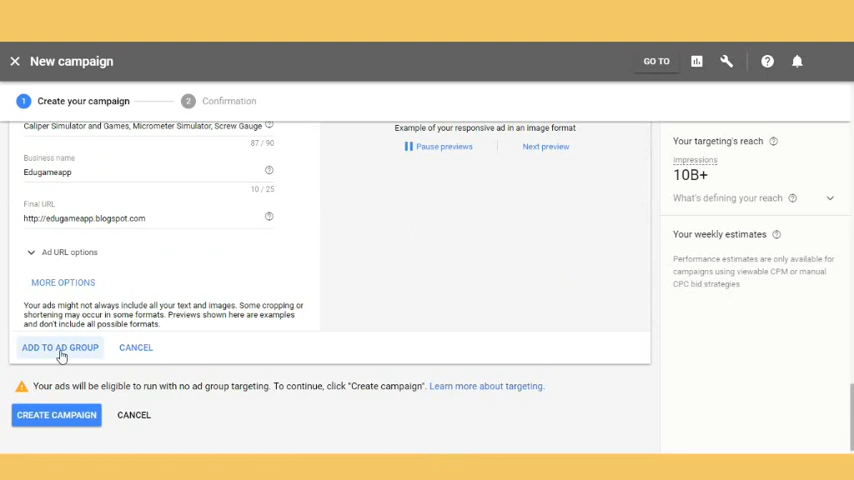 New campaign
GO TO
1 Create your campaign
2 Confirmation
Caliper Simulator and Games, Micrometer Simulator, Screw Gauge
87 / 90
Business name
Edugameapp
10 / 25
Final URL
http://edugameapp.blogspot.com
Ad URL options
MORE OPTIONS
Your ads might not always include all your text and images. Some cropping or
shortening may occur in some formats. Previews shown here are examples
and don't include all possible formats.
ADD TO AD GROUP CANCEL
Example of your responsive ad in an image format
Pause previews Next preview
Your targeting's reach
Impressions
10B+
What's defining your reach
Your weekly estimates
Performance estimates are only available for
campaigns using viewable CPM or manual
CPC bid strategies
Your ads will be eligible to run with no ad group targeting. To continue, click "Create campaign". Learn more about targeting.
CREATE CAMPAIGN CANCEL